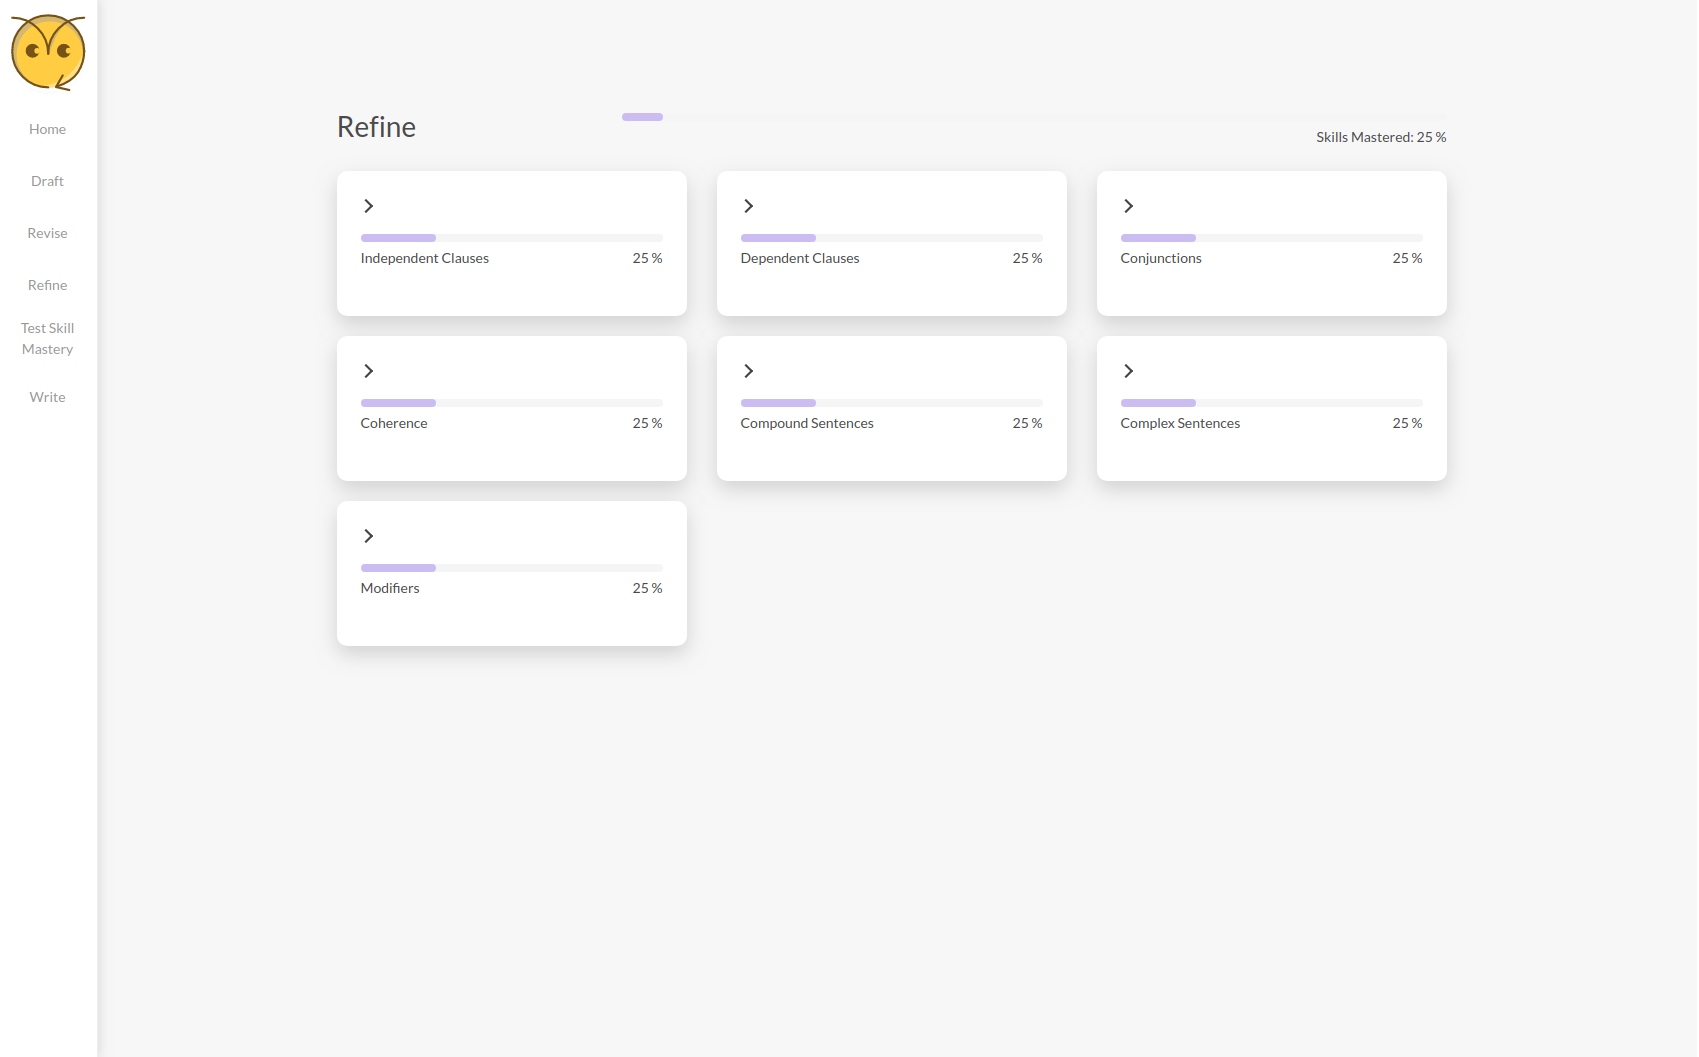 Home
Draft
Revise
Refine
Test Skill
Mastery
Write
Refine
Skills Mastered: 25 %
Independent Clauses 25 %
Dependent Clauses 25 %
Conjunctions 25 %
Coherence 25 %
Compound Sentences 25 %
Complex Sentences 25 %
Modifiers 25 %